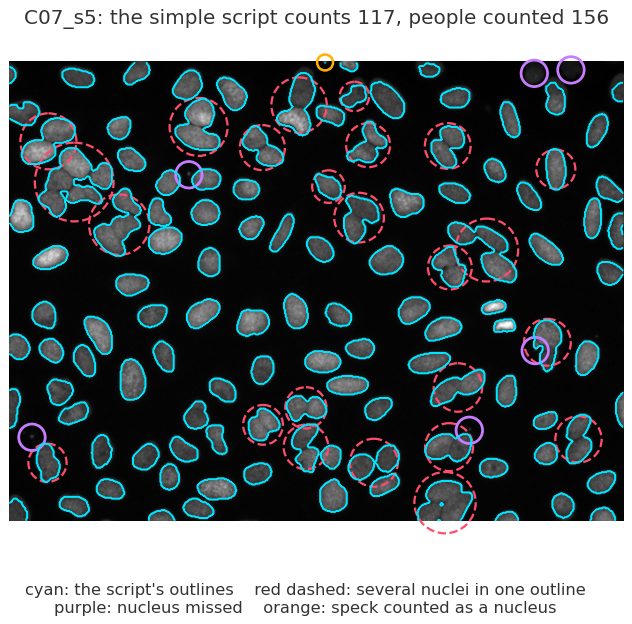 C07_s5: the simple script counts 117, people counted 156
cyan: the script's outlines    red dashed: several nuclei in one outline
purple: nucleus missed    orange: speck counted as a nucleus